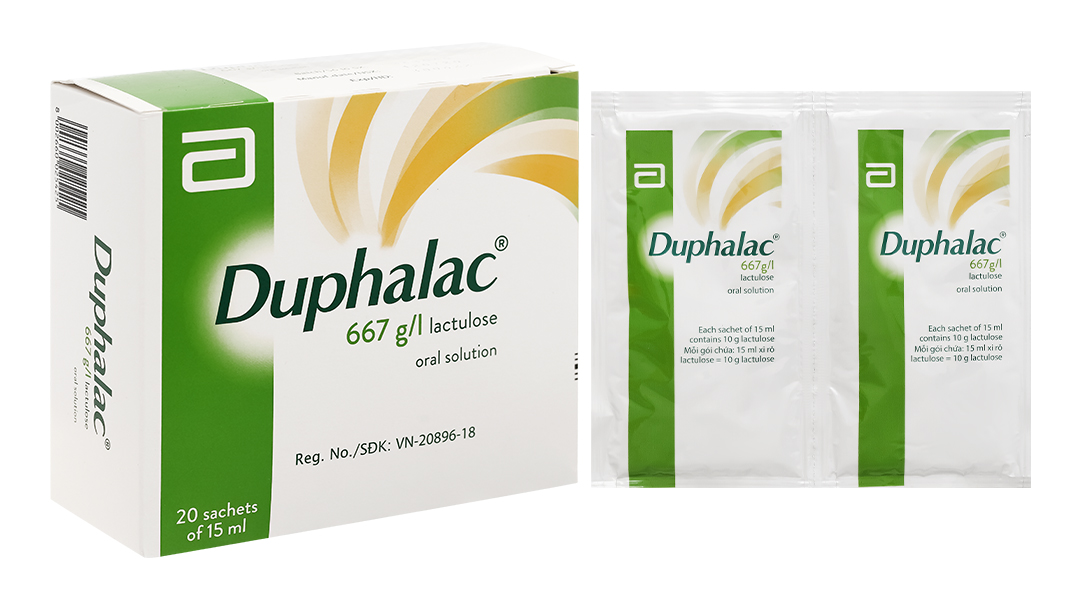 Duphalac®
667 g/l lactulose
oral solution
Duphalac®
667 g/l lactulose
oral solution
Reg. No./SĐK: VN-20896-18
20 sachets
of 15 ml
Duphalac®
667g/l
lactulose
oral solution
Each sachet of 15 ml
contains 10 g lactulose
Mỗi gói chứa: 15 ml xi rô
lactulose = 10 g lactulose
Duphalac®
667g/l
lactulose
oral solution
Each sachet of 15 ml
contains 10 g lactulose
Mỗi gói chứa: 15 ml xi rô
lactulose = 10 g lactulose